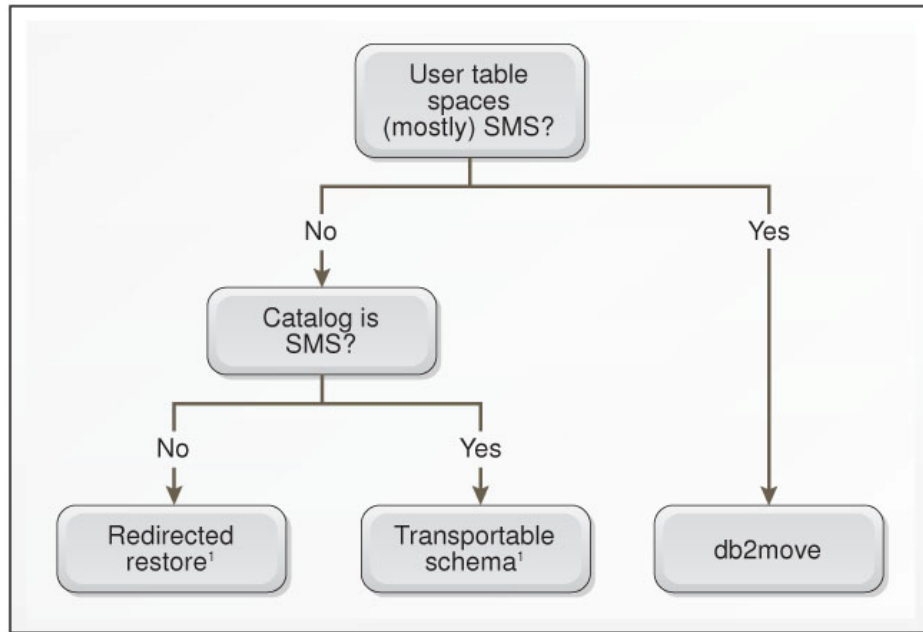 User table
spaces
(mostly) SMS?
No
Yes
Catalog is
SMS?
No
Yes
Redirected
restore¹
Transportable
schema¹
db2move